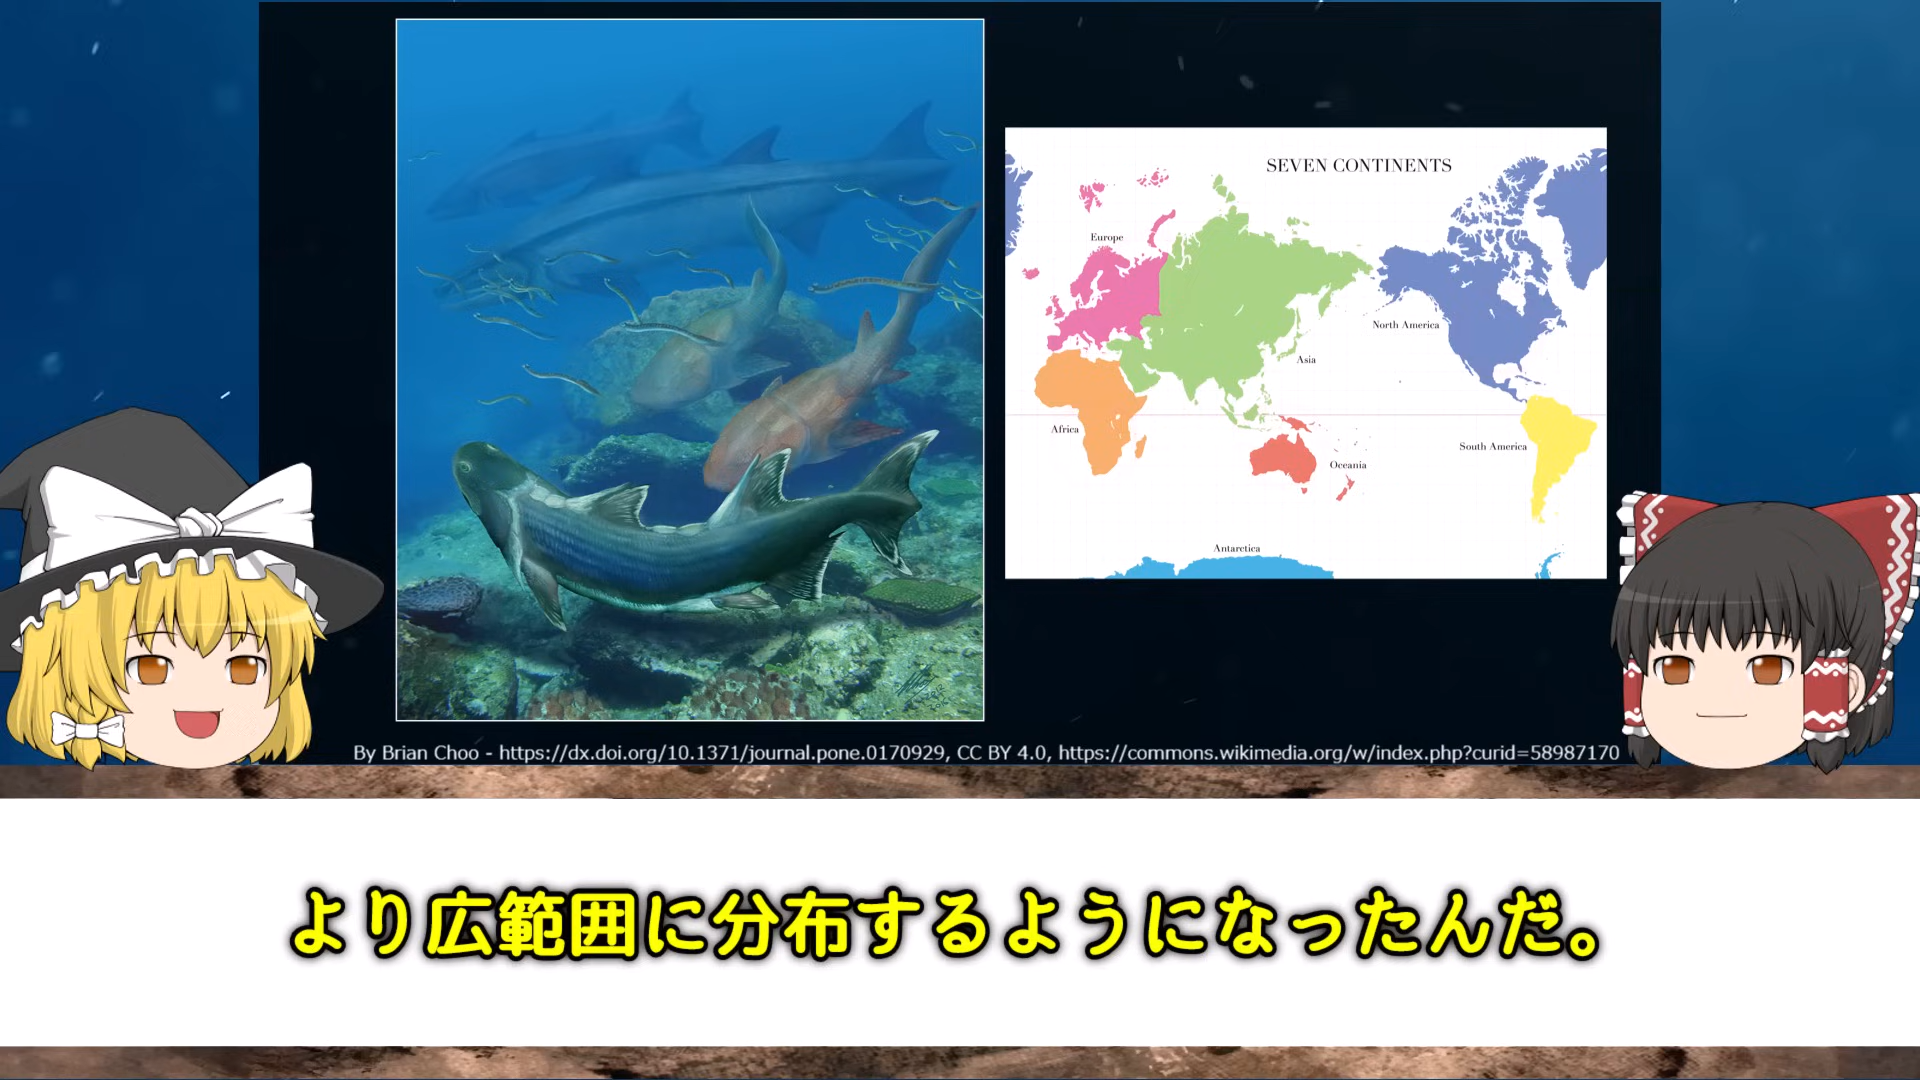 SEVEN CONTINENTS
Europe
North America
Asia
Africa
South America
Oceania
Antarctica
By Brian Choo - https://dx.doi.org/10.1371/journal.pone.0170929, CC BY 4.0, https://commons.wikimedia.org/w/index.php?curid=58987170
より広範囲に分布するようになったんだ。